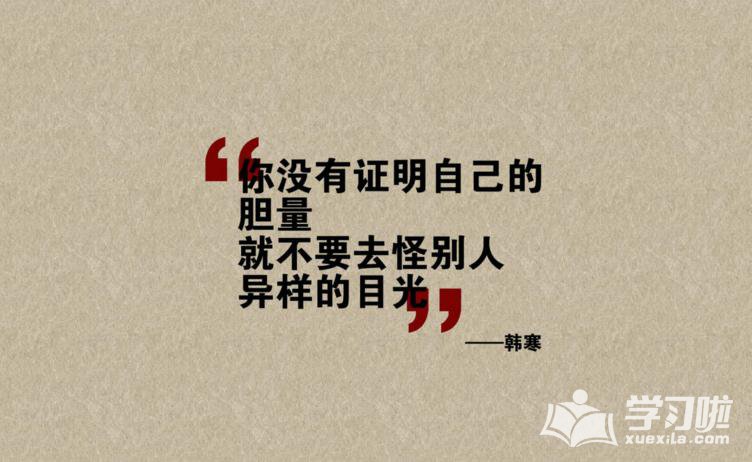 “你没有证明自己的
胆量
就不要去怪别人
异样的目光”
——韩寒
学习啦
xuexila.com